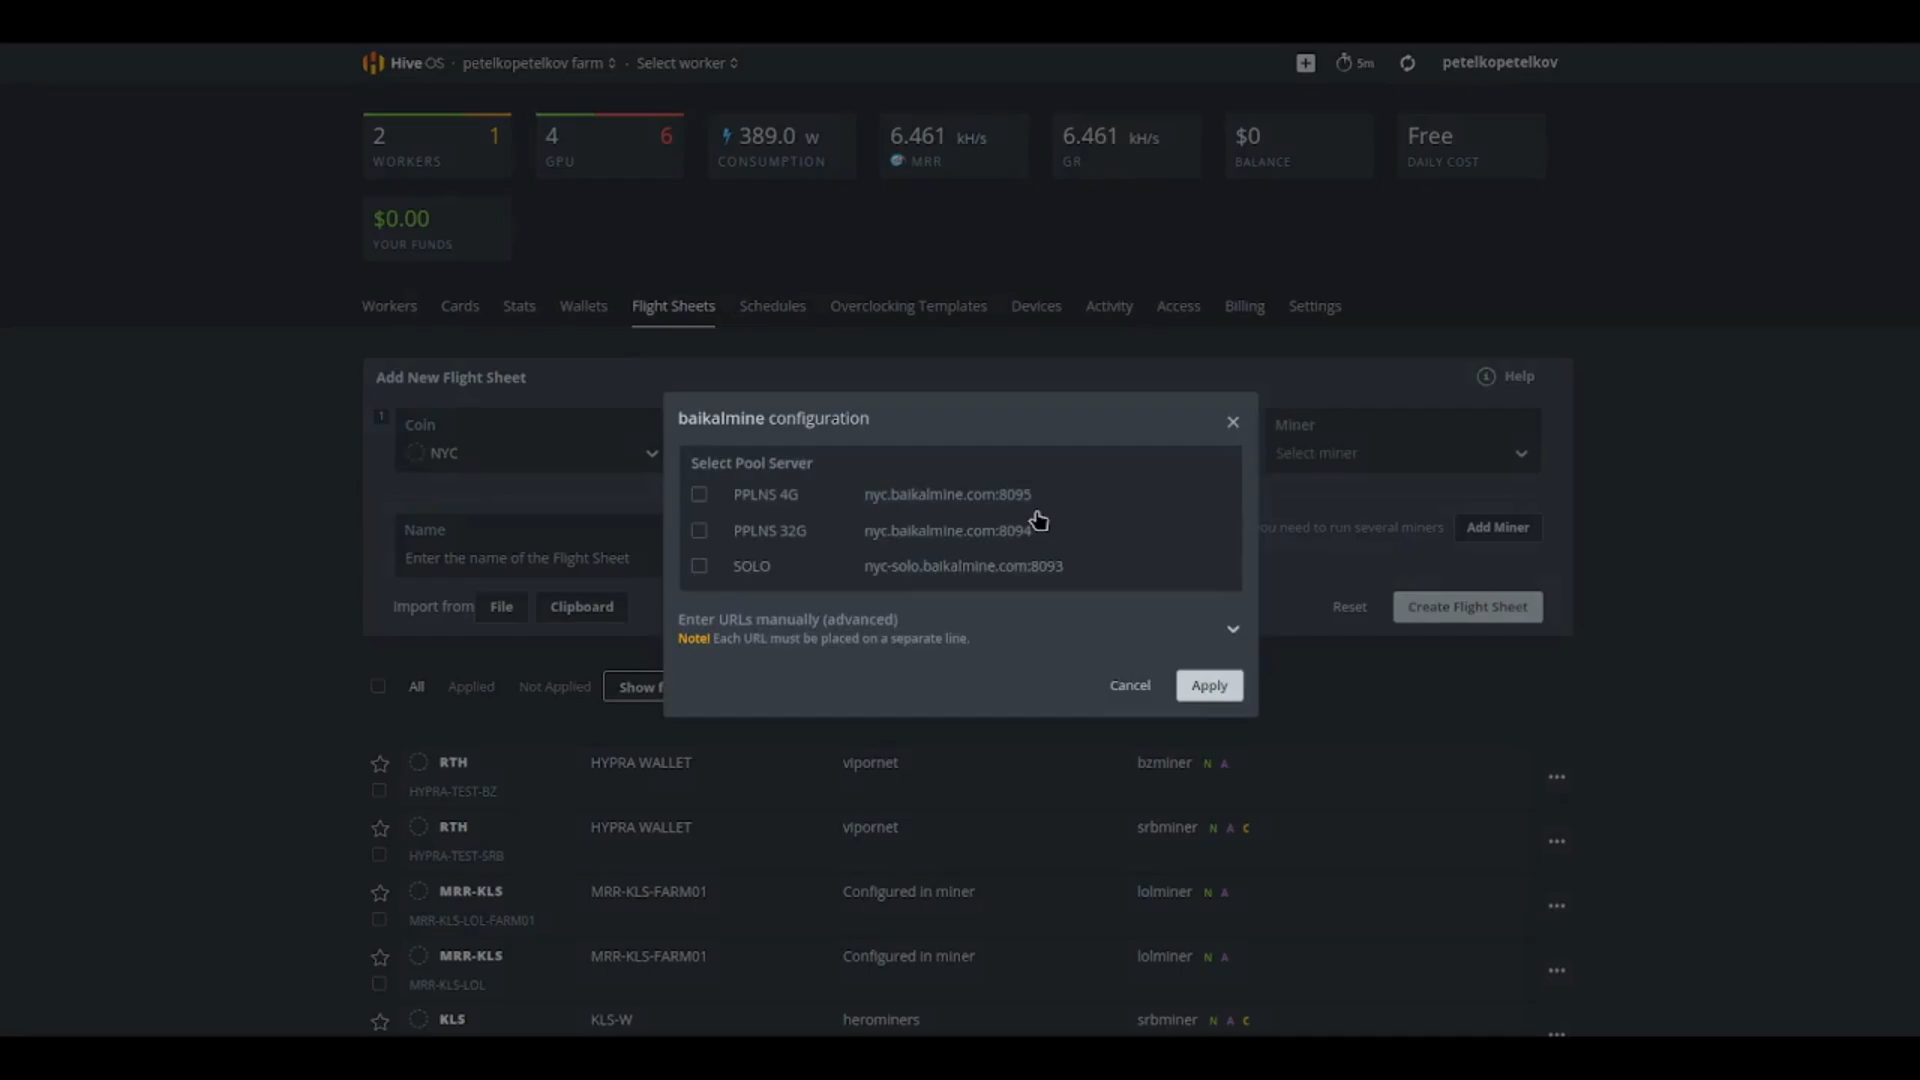 Hive OS · petelkopetelkov farm · Select worker
5m petelkopetelkov
2 1 4 6 389.0 W 6.461 kH/s 6.461 kH/s $0 Free
WORKERS GPU CONSUMPTION MRR GR BALANCE DAILY COST
$0.00
YOUR FUNDS
Workers Cards Stats Wallets Flight Sheets Schedules Overclocking Templates Devices Activity Access Billing Settings
Add New Flight Sheet Help
1 Coin
NYC
Miner
Select miner
baikalmine configuration
Select Pool Server
PPLNS 4G nyc.baikalmine.com:8095
PPLNS 32G nyc.baikalmine.com:8094
SOLO nyc-solo.baikalmine.com:8093
Enter URLs manually (advanced)
Note! Each URL must be placed on a separate line.
Cancel Apply
Name
Enter the name of the Flight Sheet
you need to run several miners Add Miner
Import from File Clipboard Reset Create Flight Sheet
All Applied Not Applied Show f
RTH HYPRA WALLET vipornet bzminer N A
HYPRA-TEST-BZ
RTH HYPRA WALLET vipornet srbminer N A C
HYPRA-TEST-SRB
MRR-KLS MRR-KLS-FARM01 Configured in miner lolminer N A
MRR-KLS-LOL-FARM01
MRR-KLS MRR-KLS-FARM01 Configured in miner lolminer N A
MRR-KLS-LOL
KLS KLS-W herominers srbminer N A C